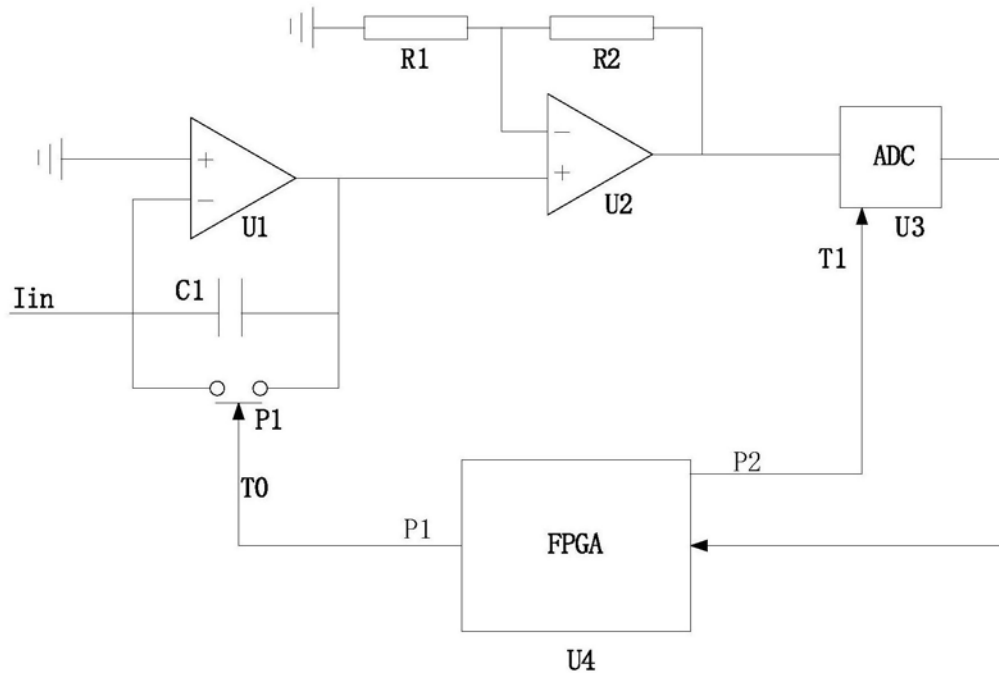 R1
R2
+
−
U1
−
+
U2
ADC
U3
T1
C1
Iin
P1
T0
P1
P2
FPGA
U4